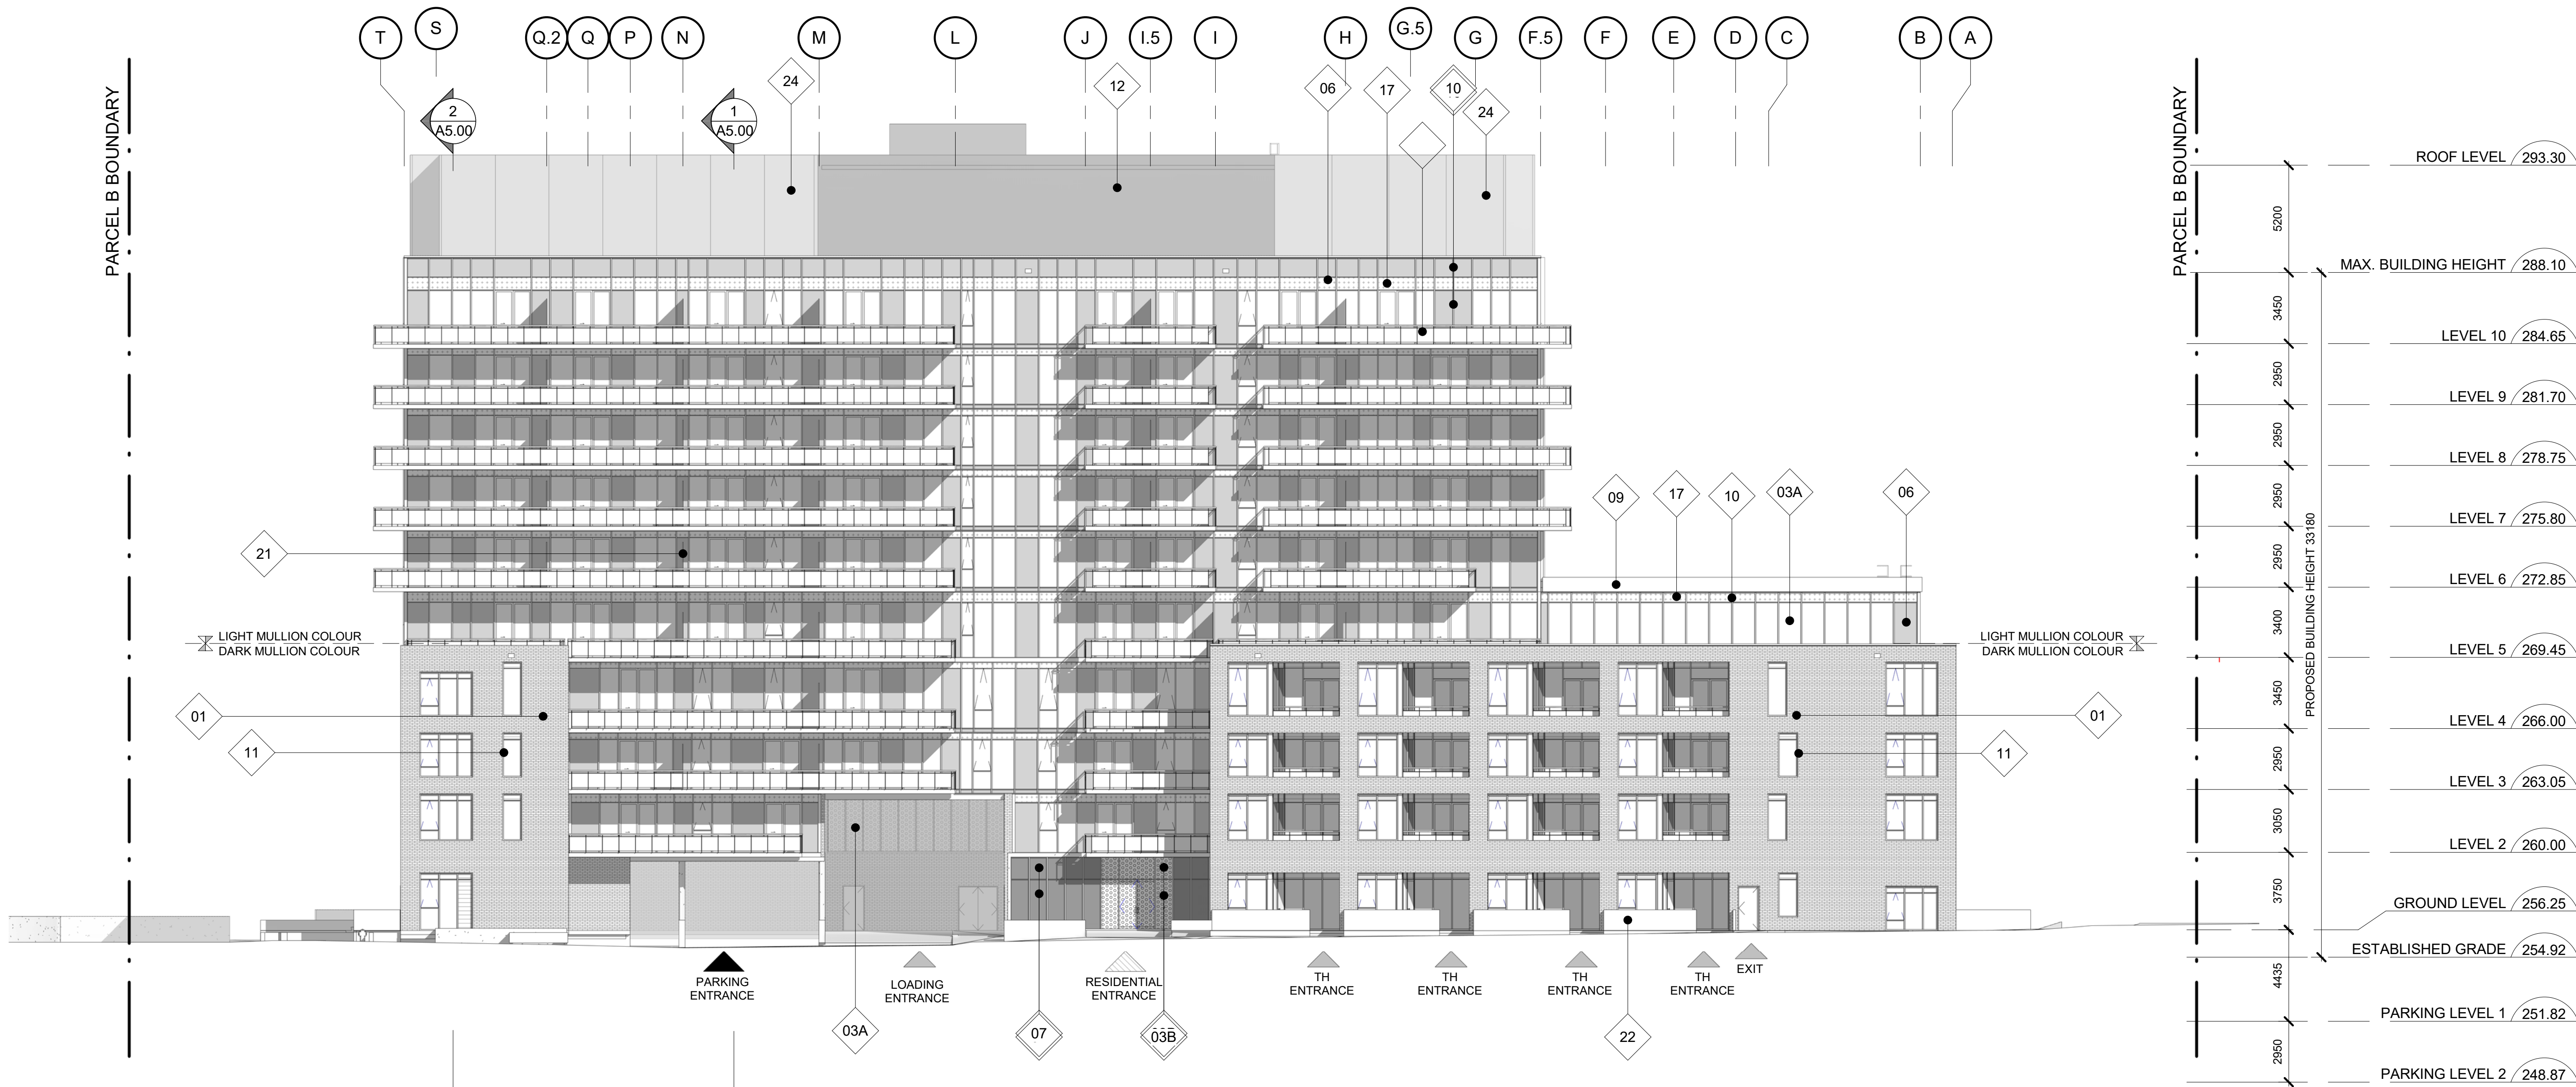 T
S
Q.2
Q
P
N
M
L
J
I.5
I
H
G.5
G
F.5
F
E
D
C
B
A
PARCEL B BOUNDARY
2
A5.00
1
A5.00
24
12
06
17
10
24
PARCEL B BOUNDARY
ROOF LEVEL 293.30
5200
MAX. BUILDING HEIGHT 288.10
3450
LEVEL 10 284.65
2950
LEVEL 9 281.70
2950
LEVEL 8 278.75
2950
LEVEL 7 275.80
2950
LEVEL 6 272.85
3400
LEVEL 5 269.45
3450
LEVEL 4 266.00
2950
LEVEL 3 263.05
3050
LEVEL 2 260.00
3750
GROUND LEVEL 256.25
ESTABLISHED GRADE 254.92
4435
PARKING LEVEL 1 251.82
2950
PARKING LEVEL 2 248.87
PROPOSED BUILDING HEIGHT 33180
09
17
10
03A
06
21
LIGHT MULLION COLOUR
DARK MULLION COLOUR
LIGHT MULLION COLOUR
DARK MULLION COLOUR
01
11
01
11
PARKING
ENTRANCE
LOADING
ENTRANCE
RESIDENTIAL
ENTRANCE
TH
ENTRANCE
TH
ENTRANCE
TH
ENTRANCE
TH
ENTRANCE
EXIT
03A
07
03B
22